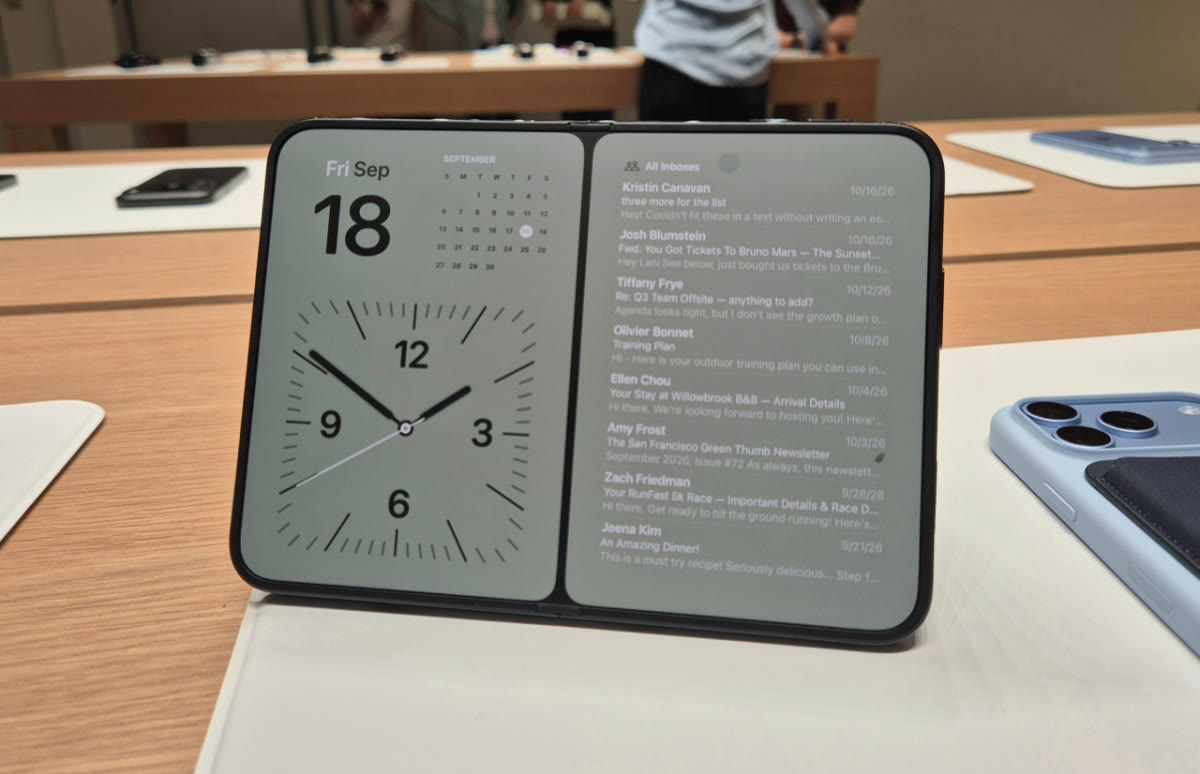 Fri Sep
18
SEPTEMBER
S M T W T F S
1 2 3 4 5
6 7 8 9 10 11 12
13 14 15 16 17 19
20 21 22 23 24 25 26
27 28 29 30
12
9 3
6
All Inboxes
Kristin Canavan 10/16/26
three more for the list
Hey! Couldn't fit these in a text without writing an es...
Josh Blumstein 10/16/26
Fwd: You Got Tickets To Bruno Mars — The Sunset...
Hey Lani See below, just bought us tickets to the Bru...
Tiffany Frye 10/12/26
Re: Q3 Team Offsite — anything to add?
Agenda looks tight, but I don't see the growth plan o...
Olivier Bonnet 10/8/26
Training Plan
Hi - Here is your outdoor training plan you can use in...
Ellen Chou 10/4/26
Your Stay at Willowbrook B&B — Arrival Details
Hi there, We're looking forward to hosting you! Here'...
Amy Frost 10/3/26
The San Francisco Green Thumb Newsletter
September 2026, Issue #72 As always, this newslett...
Zach Friedman 9/28/26
Your RunFast 5k Race — Important Details & Race D...
Hi there, Get ready to hit the ground running! Here's...
Jeena Kim 9/21/26
An Amazing Dinner!
This is a must try recipe! Seriously delicious... Step 1...